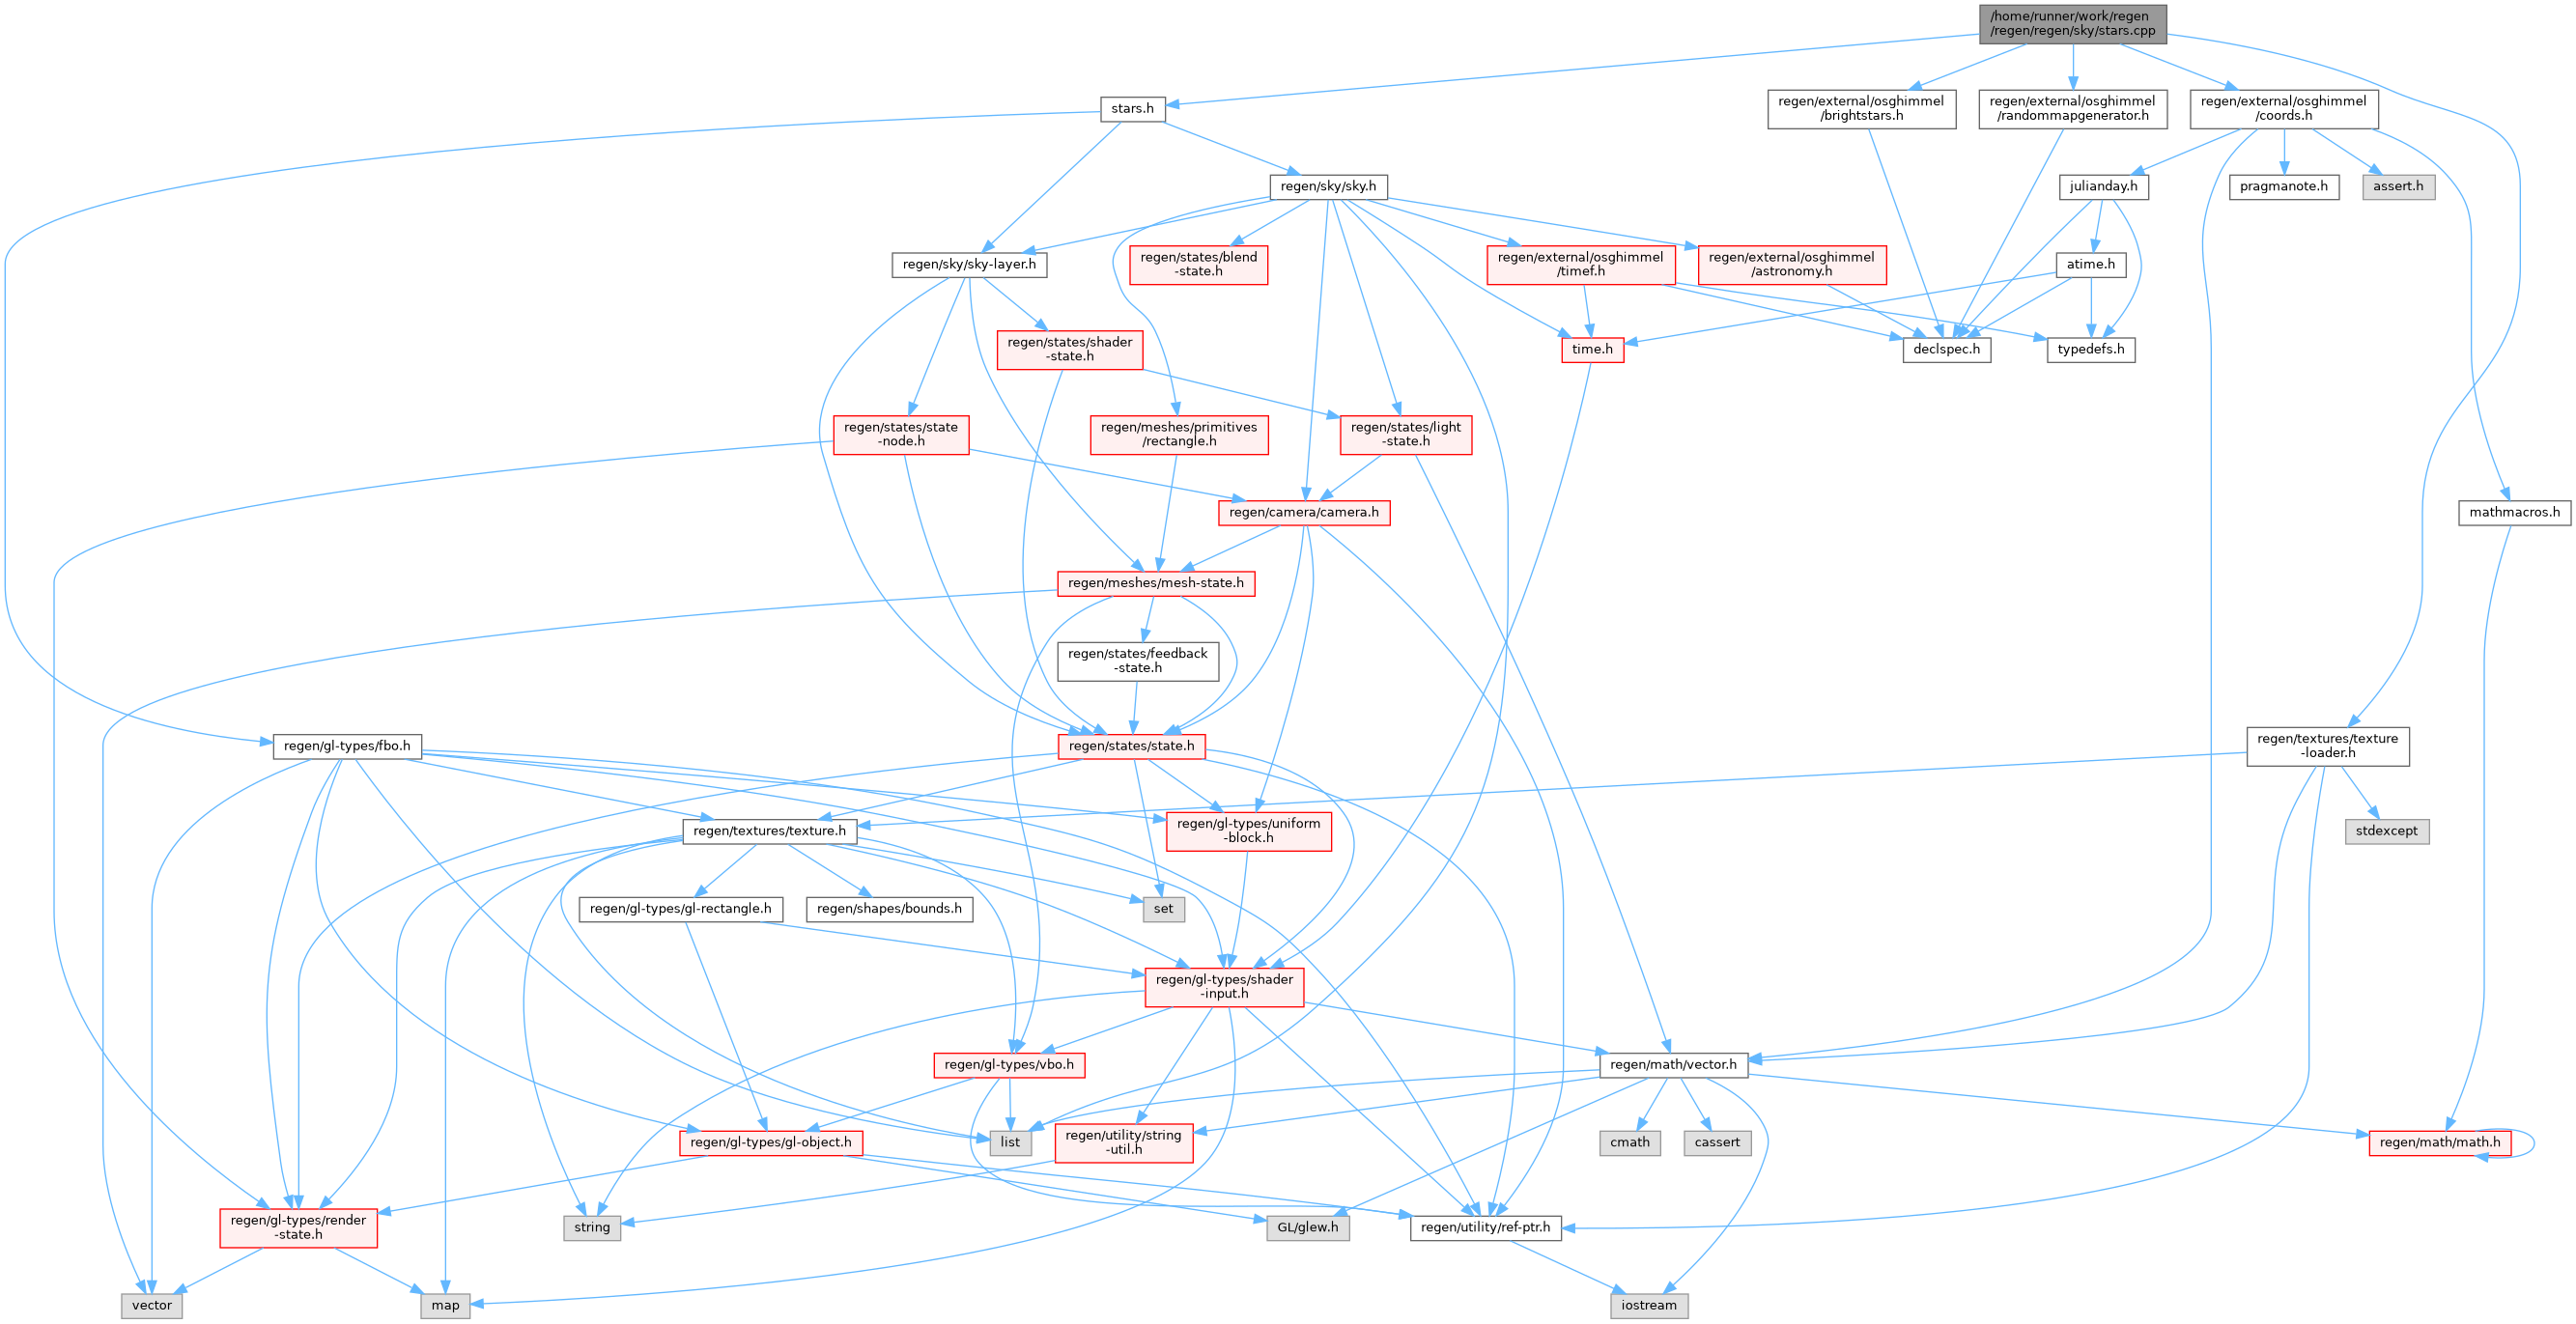 /home/runner/work/regen
/regen/regen/sky/stars.cpp
stars.h
regen/external/osghimmel
/brightstars.h
regen/external/osghimmel
/randommapgenerator.h
regen/external/osghimmel
/coords.h
regen/sky/sky.h
julianday.h
pragmanote.h
assert.h
regen/sky/sky-layer.h
regen/states/blend
-state.h
regen/external/osghimmel
/timef.h
regen/external/osghimmel
/astronomy.h
atime.h
regen/states/shader
-state.h
time.h
declspec.h
typedefs.h
regen/states/state
-node.h
regen/meshes/primitives
/rectangle.h
regen/states/light
-state.h
regen/camera/camera.h
mathmacros.h
regen/meshes/mesh-state.h
regen/states/feedback
-state.h
regen/gl-types/fbo.h
regen/states/state.h
regen/textures/texture
-loader.h
regen/textures/texture.h
regen/gl-types/uniform
-block.h
stdexcept
regen/gl-types/gl-rectangle.h
regen/shapes/bounds.h
set
regen/gl-types/shader
-input.h
regen/gl-types/vbo.h
regen/math/vector.h
regen/gl-types/gl-object.h
list
regen/utility/string
-util.h
cmath
cassert
regen/math/math.h
regen/gl-types/render
-state.h
string
GL/glew.h
regen/utility/ref-ptr.h
vector
map
iostream